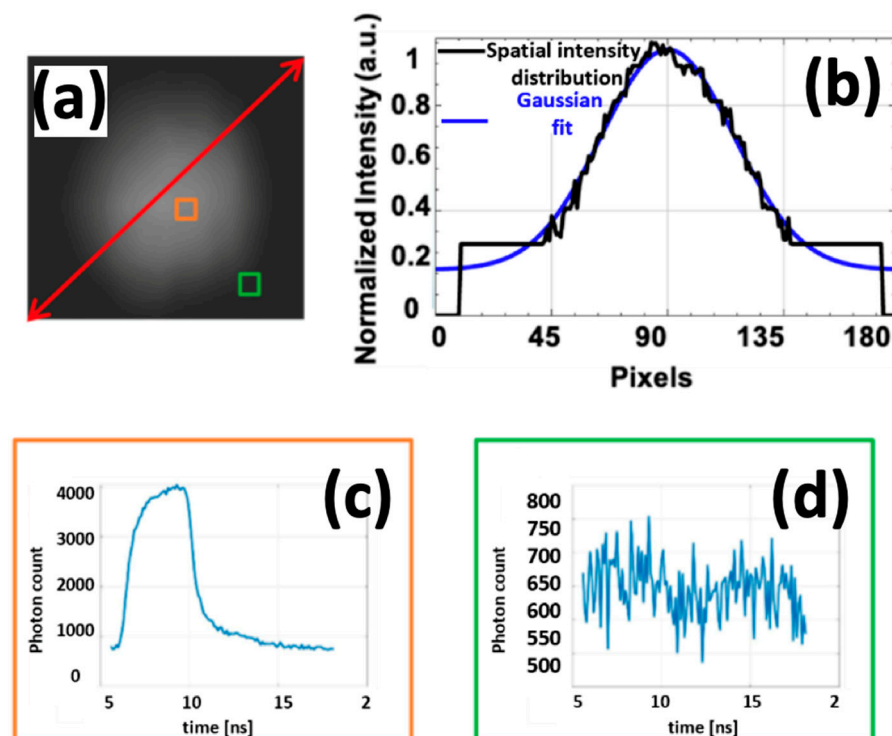 (a)
(b)
Normalized Intensity (a.u.)
1
0.8
0.6
0.4
0.2
0
Spatial intensity
distribution
Gaussian
fit
0 45 90 135 180
Pixels
(c)
Photon count
4000
3000
2000
1000
0
5 10 15 2
time [ns]
(d)
Photon count
800
750
700
650
600
550
500
5 10 15 2
time [ns]